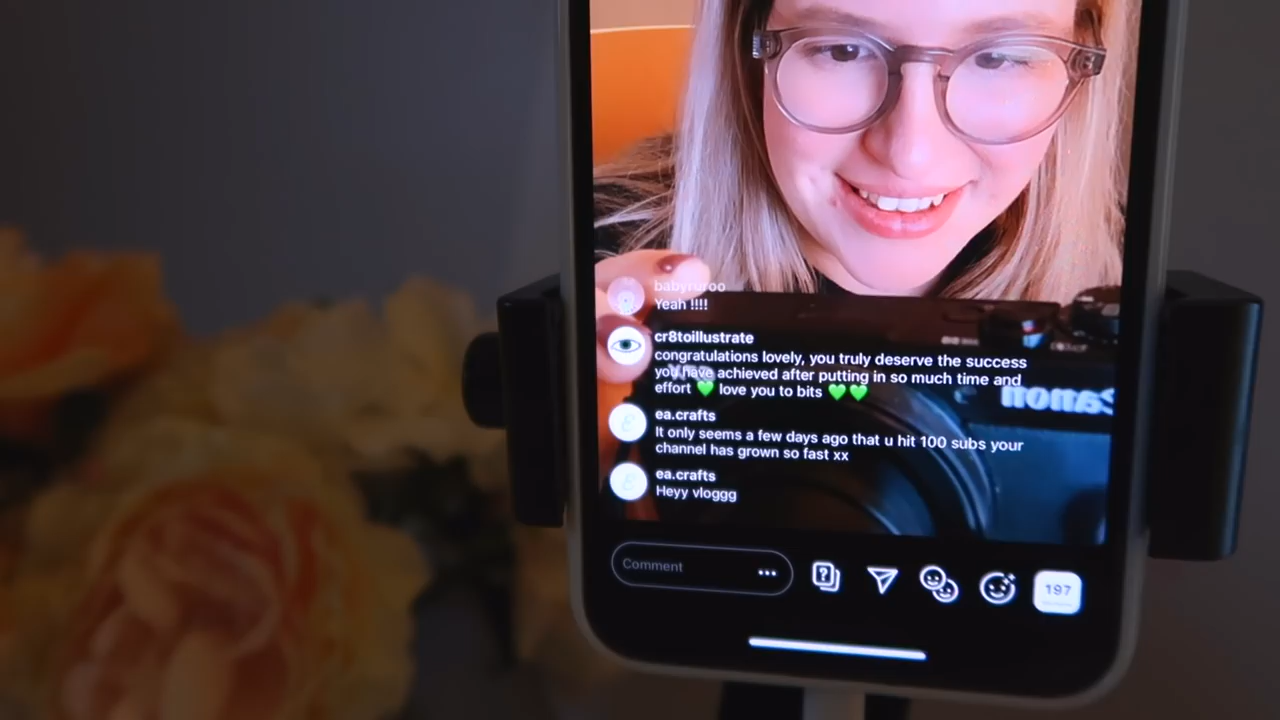 Yeah !!!!
cr8toillustrate
congratulations lovely, you truly deserve the success
you have achieved after putting in so much time and
effort 💚 love you to bits 💚💚
Canon
ea.crafts
It only seems a few days ago that u hit 100 subs your
channel has grown so fast xx
ea.crafts
Heyy vloggg
Comment
197